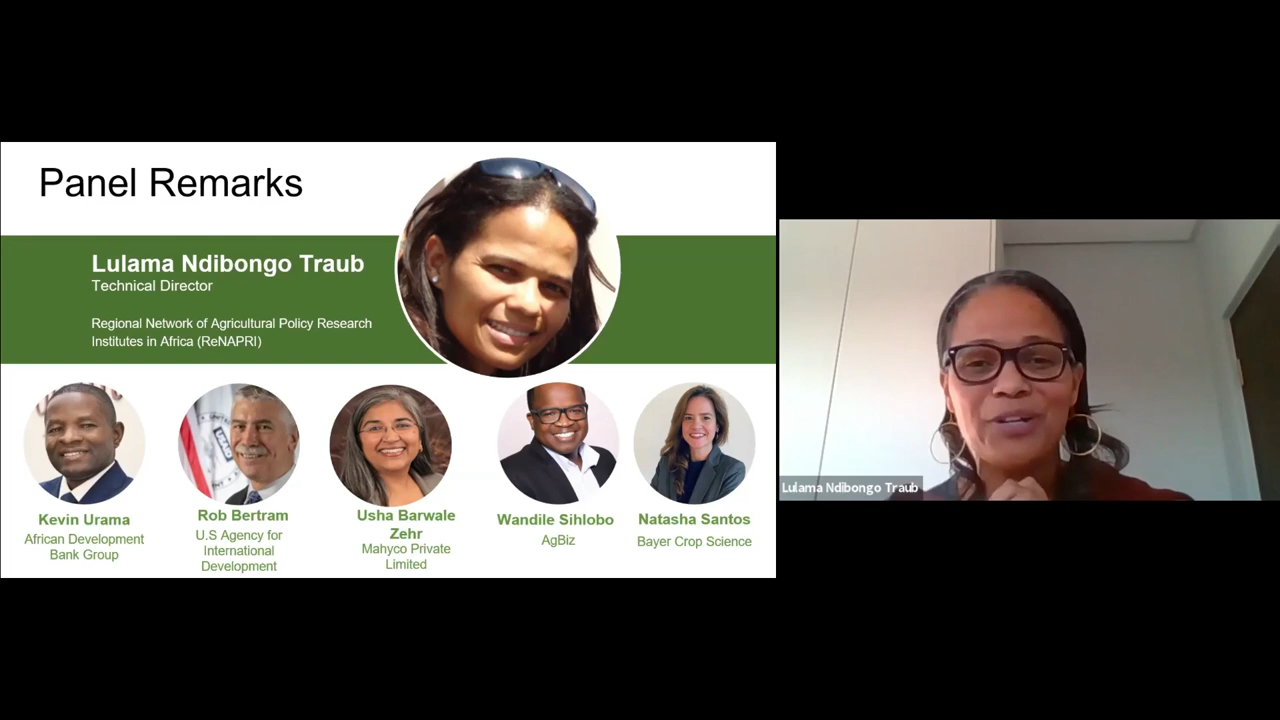 Panel Remarks
Lulama Ndibongo Traub
Technical Director
Regional Network of Agricultural Policy Research
Institutes in Africa (ReNAPRI)
Kevin Urama
African Development
Bank Group
Rob Bertram
U.S Agency for
International
Development
Usha Barwale
Zehr
Mahyco Private
Limited
Wandile Sihlobo
AgBiz
Natasha Santos
Bayer Crop Science
Lulama Ndibongo Traub